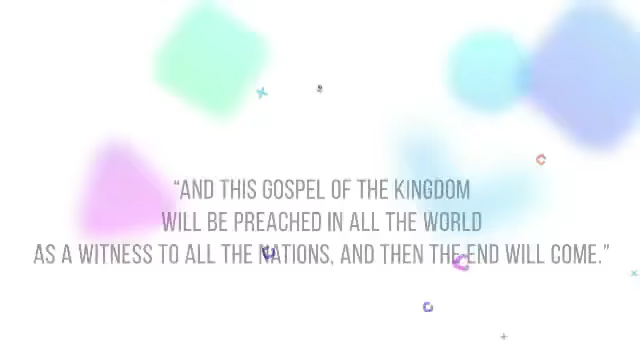 “AND THIS GOSPEL OF THE KINGDOM
WILL BE PREACHED IN ALL THE WORLD
AS A WITNESS TO ALL THE NATIONS, AND THEN THE END WILL COME.”